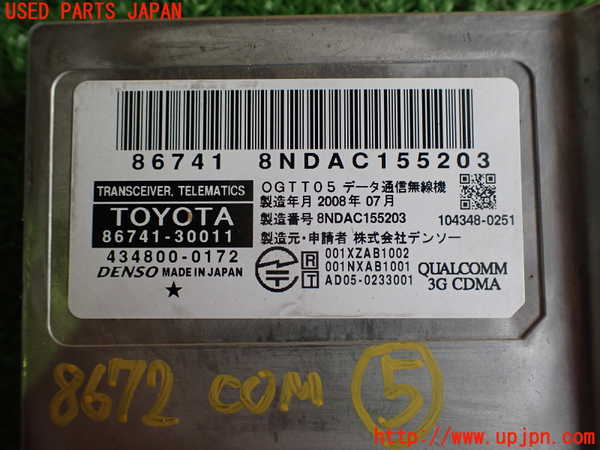 USED PARTS JAPAN
86741 8NDAC155203
TRANSCEIVER, TELEMATICS
TOYOTA
86741-30011
434800-0172
DENSO MADE IN JAPAN
★
OGTT05 データ通信無線機
製造年月 2008年 07月
製造番号 8NDAC155203
104348-0251
製造元・申請者 株式会社デンソー
R 001XZAB1002
001NXAB1001
T AD05-0233001
QUALCOMM
3G CDMA
8672 COM 5
http://www.upjpn.com/